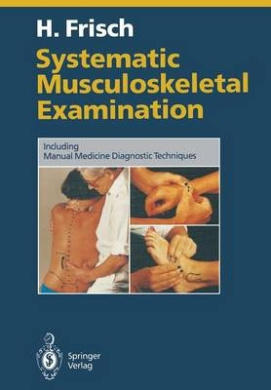 H. Frisch
Systematic
Musculoskeletal
Examination
Including
Manual Medicine Diagnostic Techniques
Springer
Verlag